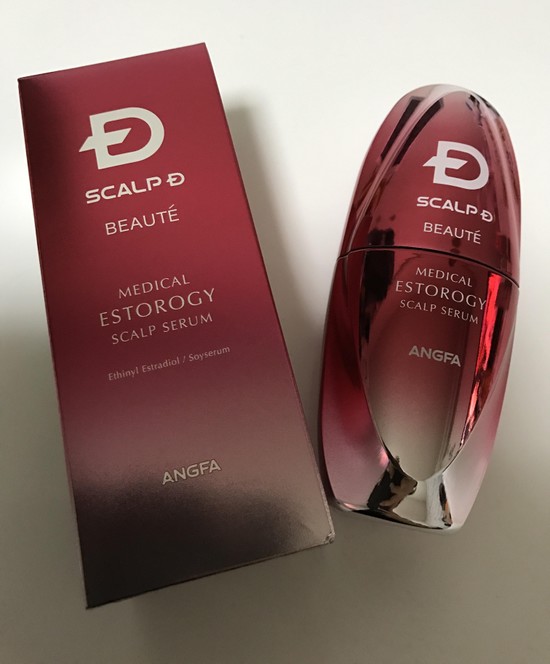 SCALP D
BEAUTÉ
MEDICAL
ESTOROGY
SCALP SERUM
Ethinyl Estradiol / Soyserum
ANGFA
D
SCALP D
BEAUTÉ
MEDICAL
ESTOROGY
SCALP SERUM
ANGFA